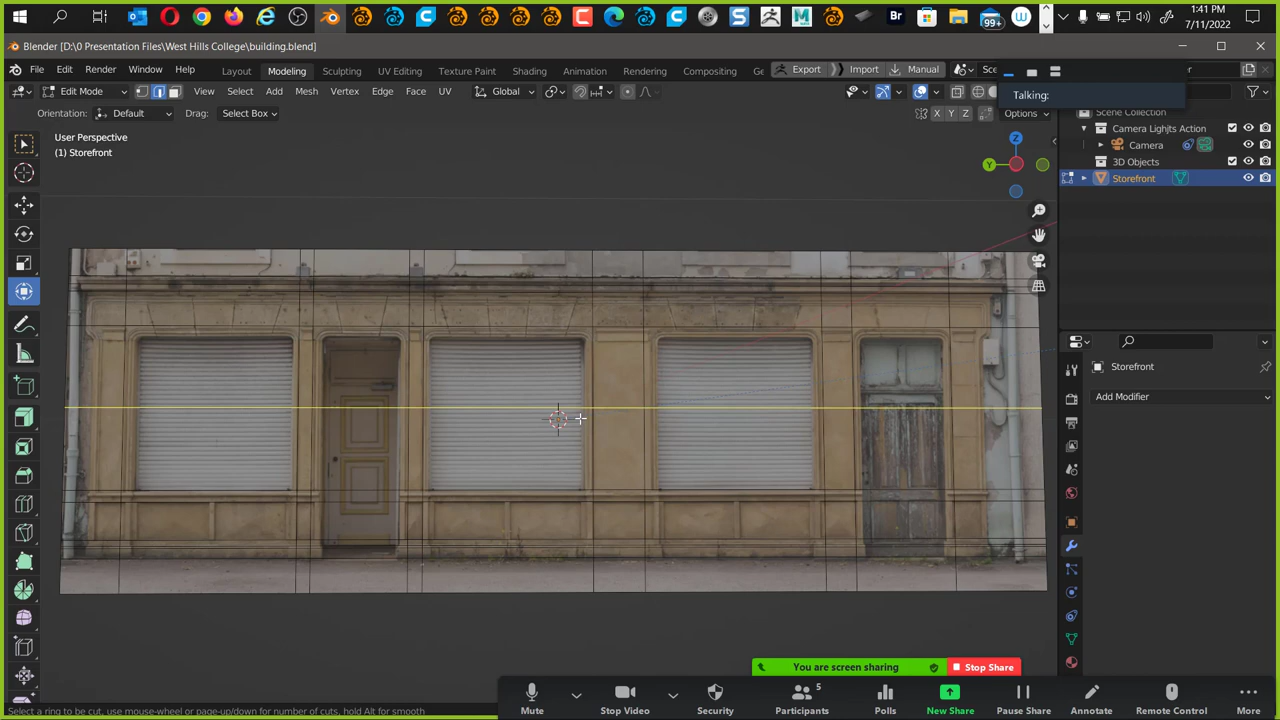 1:41 PM
7/11/2022
99+
Blender [D:\0 Presentation Files\West Hills College\building.blend]
File Edit Render Window Help Layout Modeling Sculpting UV Editing Texture Paint Shading Animation Rendering Compositing Ge Export Import Manual Sce
Talking:
Edit Mode View Select Add Mesh Vertex Edge Face UV Global
Orientation: Default Drag: Select Box X Y Z Options
User Perspective
(1) Storefront
Z
Y
Scene Collection
Camera Lights Action
Camera
3D Objects
Storefront
Storefront
Add Modifier
You are screen sharing Stop Share
5
Mute Stop Video Security Participants Polls New Share Pause Share Annotate Remote Control More
Select a ring to be cut, use mouse-wheel or page-up/down for number of cuts, hold Alt for smooth